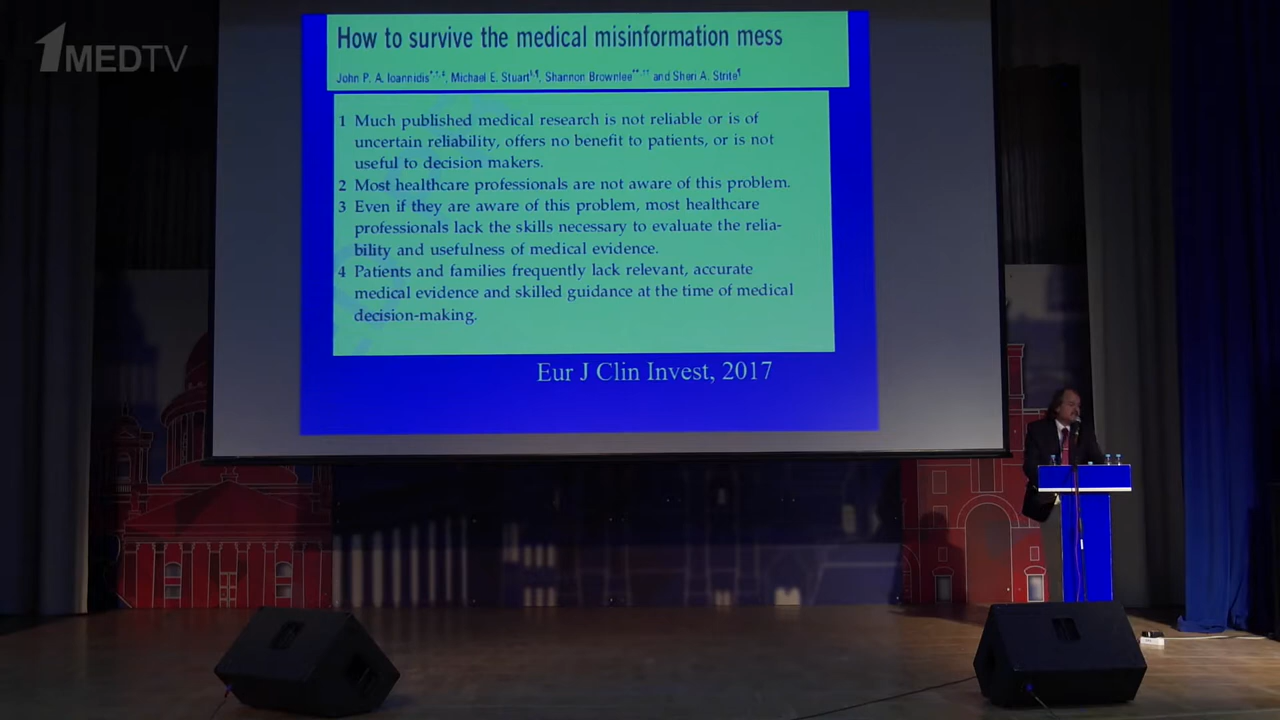 1MEDTV
How to survive the medical misinformation mess
John P. A. Ioannidis, Michael E. Stuart, Shannon Brownlee and Sheri A. Strite
1 Much published medical research is not reliable or is of
uncertain reliability, offers no benefit to patients, or is not
useful to decision makers.
2 Most healthcare professionals are not aware of this problem.
3 Even if they are aware of this problem, most healthcare
professionals lack the skills necessary to evaluate the relia-
bility and usefulness of medical evidence.
4 Patients and families frequently lack relevant, accurate
medical evidence and skilled guidance at the time of medical
decision-making.
Eur J Clin Invest, 2017